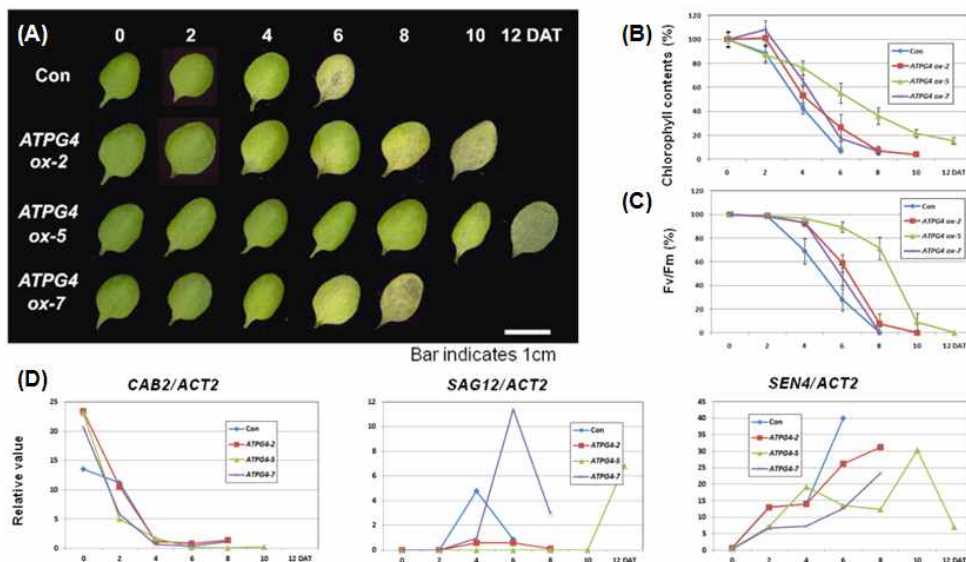 (A)
0 2 4 6 8 10 12 DAT
Con
ATPG4
ox-2
ATPG4
ox-5
ATPG4
ox-7
Bar indicates 1cm
(B)
Chlorophyll contents (%)
120
100
80
60
40
20
0
0 2 4 6 8 10 12 DAT
Con
ATPG4 ox-2
ATPG4 ox-5
ATPG4 ox-7
(C)
Fv/Fm (%)
120
100
80
60
40
20
0
0 2 4 6 8 10 12 DAT
Con
ATPG4 ox-2
ATPG4 ox-5
ATPG4 ox-7
(D)
CAB2/ACT2
Relative value
25
20
15
10
5
0
0 2 4 6 8 10 12 DAT
Con
ATPG4-2
ATPG4-5
ATPG4-7
SAG12/ACT2
12
10
8
6
4
2
0
0 2 4 6 8 10 12 DAT
Con
ATPG4-2
ATPG4-5
ATPG4-7
SEN4/ACT2
45
40
35
30
25
20
15
10
5
0
0 2 4 6 8 10 12 DAT
Con
ATPG4-2
ATPG4-5
ATPG4-7